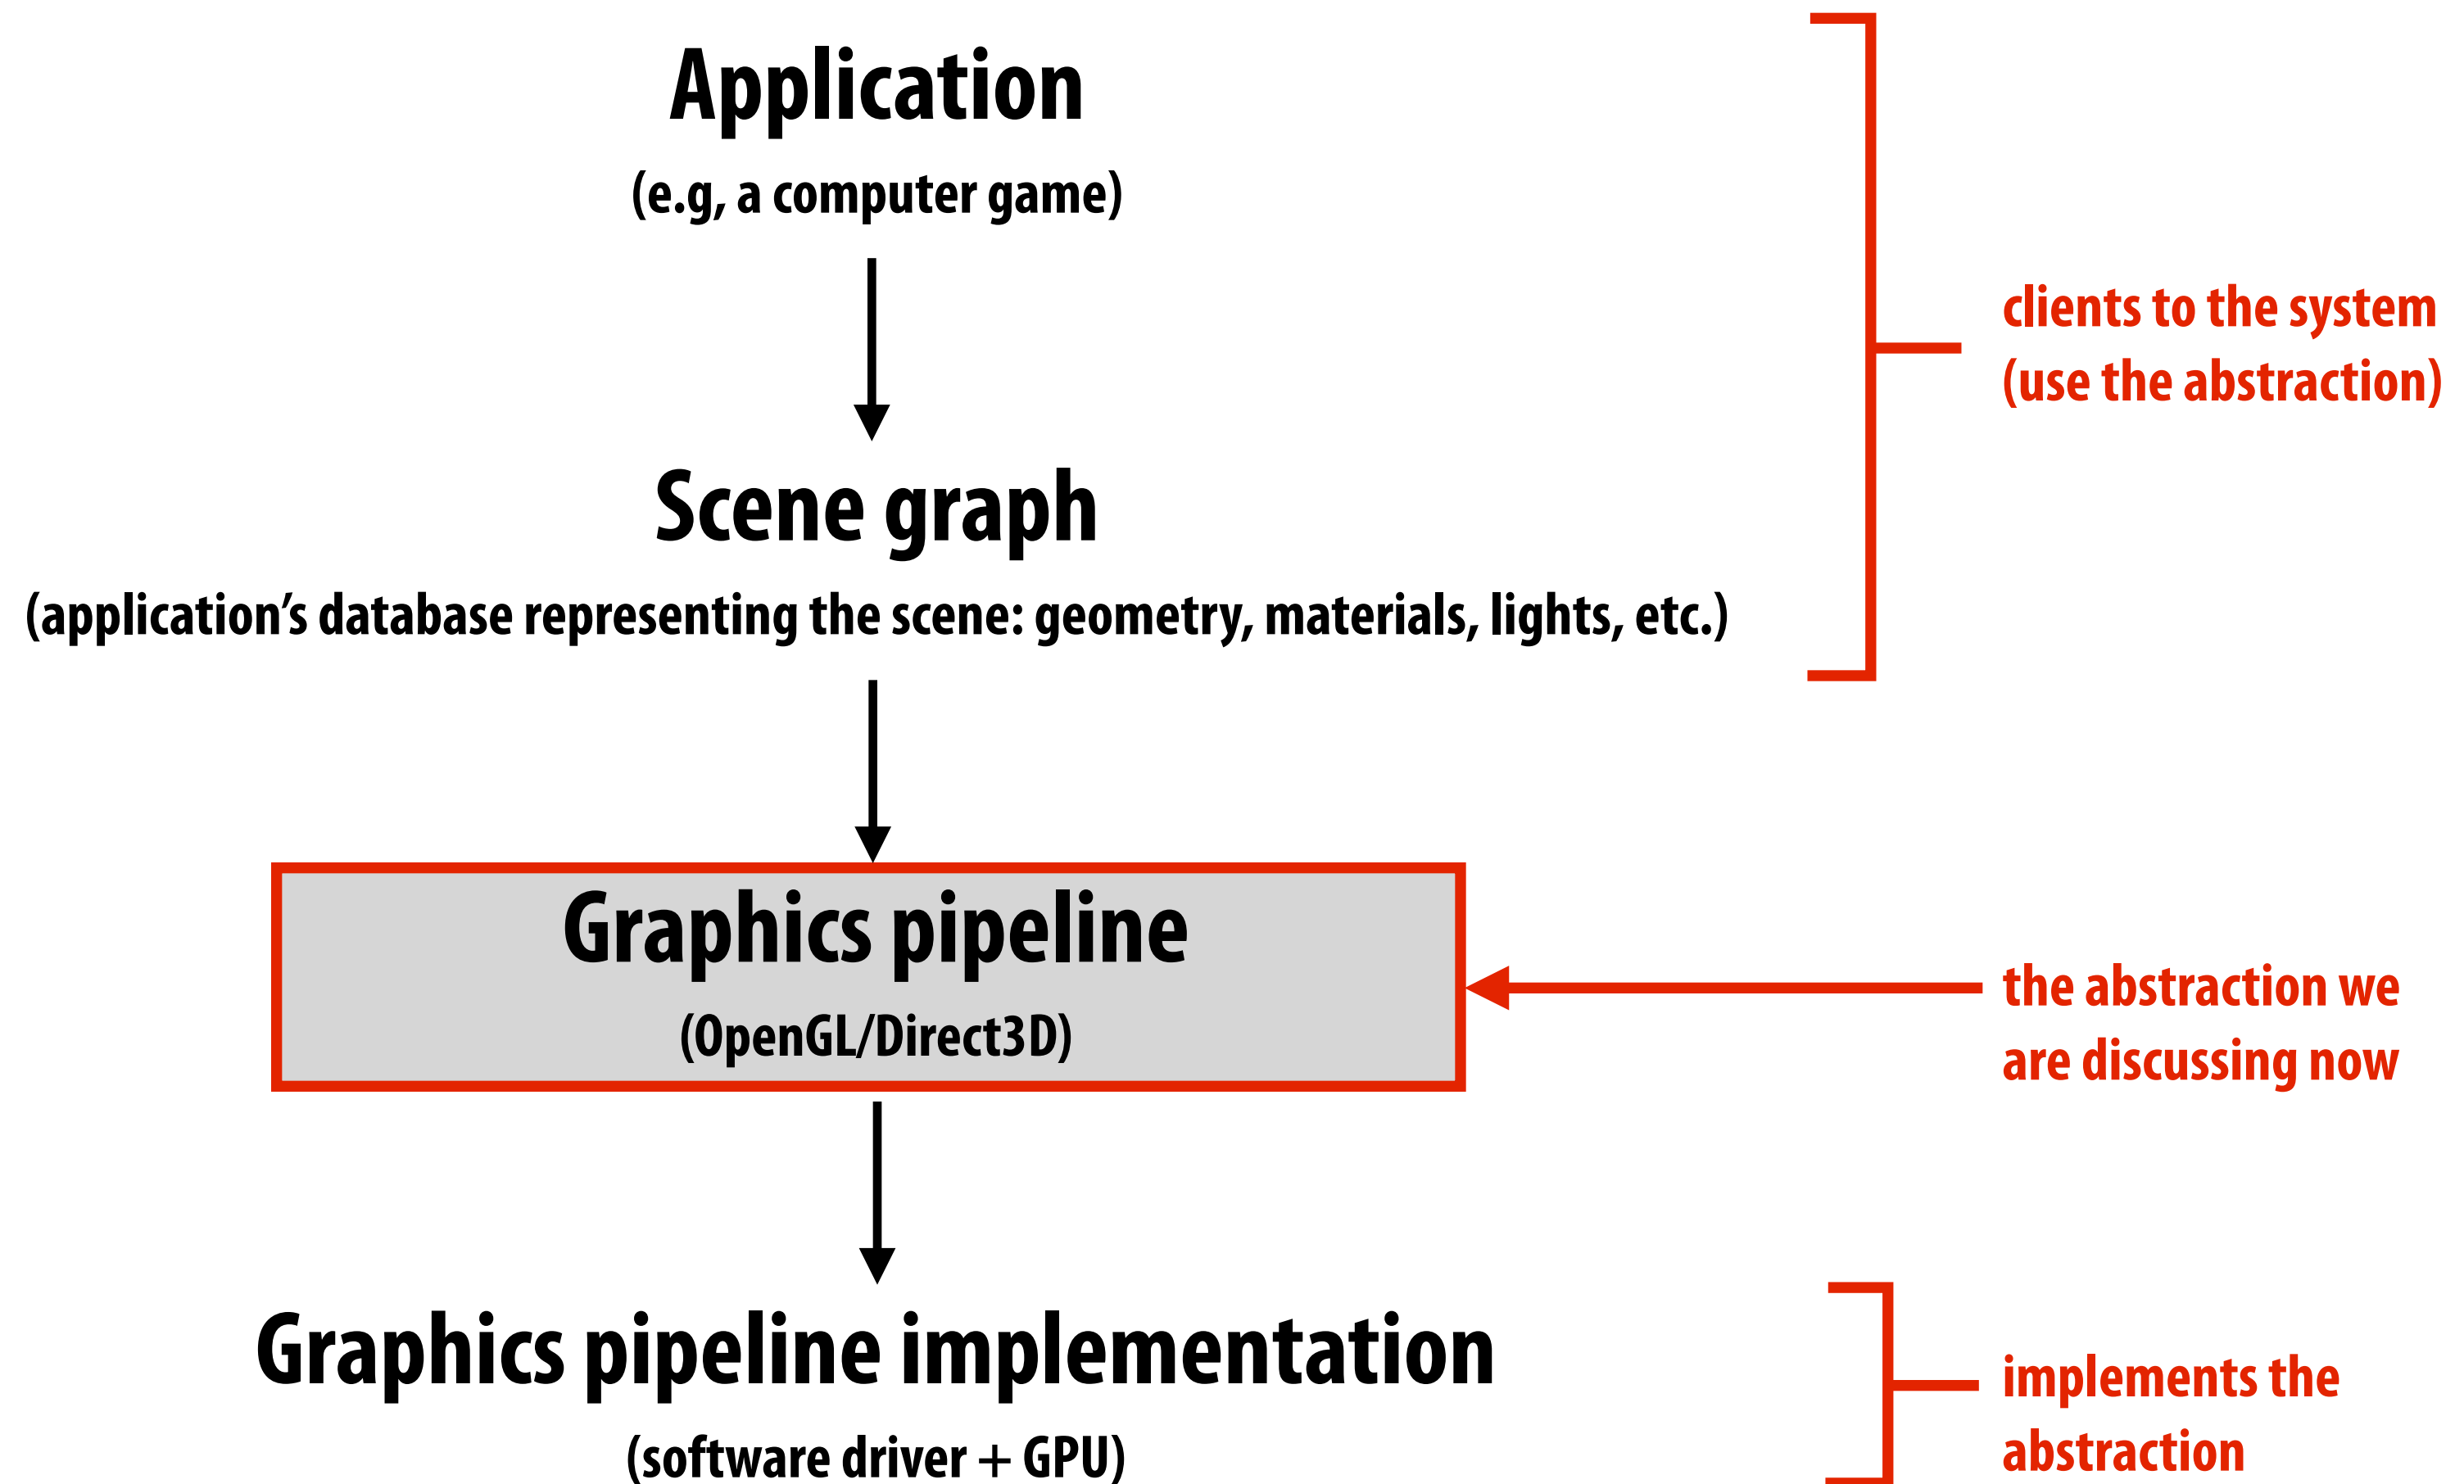 Application
(e.g, a computer game)
clients to the system
(use the abstraction)
Scene graph
(application’s database representing the scene: geometry, materials, lights, etc.)
Graphics pipeline
(OpenGL/Direct3D)
the abstraction we
are discussing now
Graphics pipeline implementation
(software driver + GPU)
implements the
abstraction